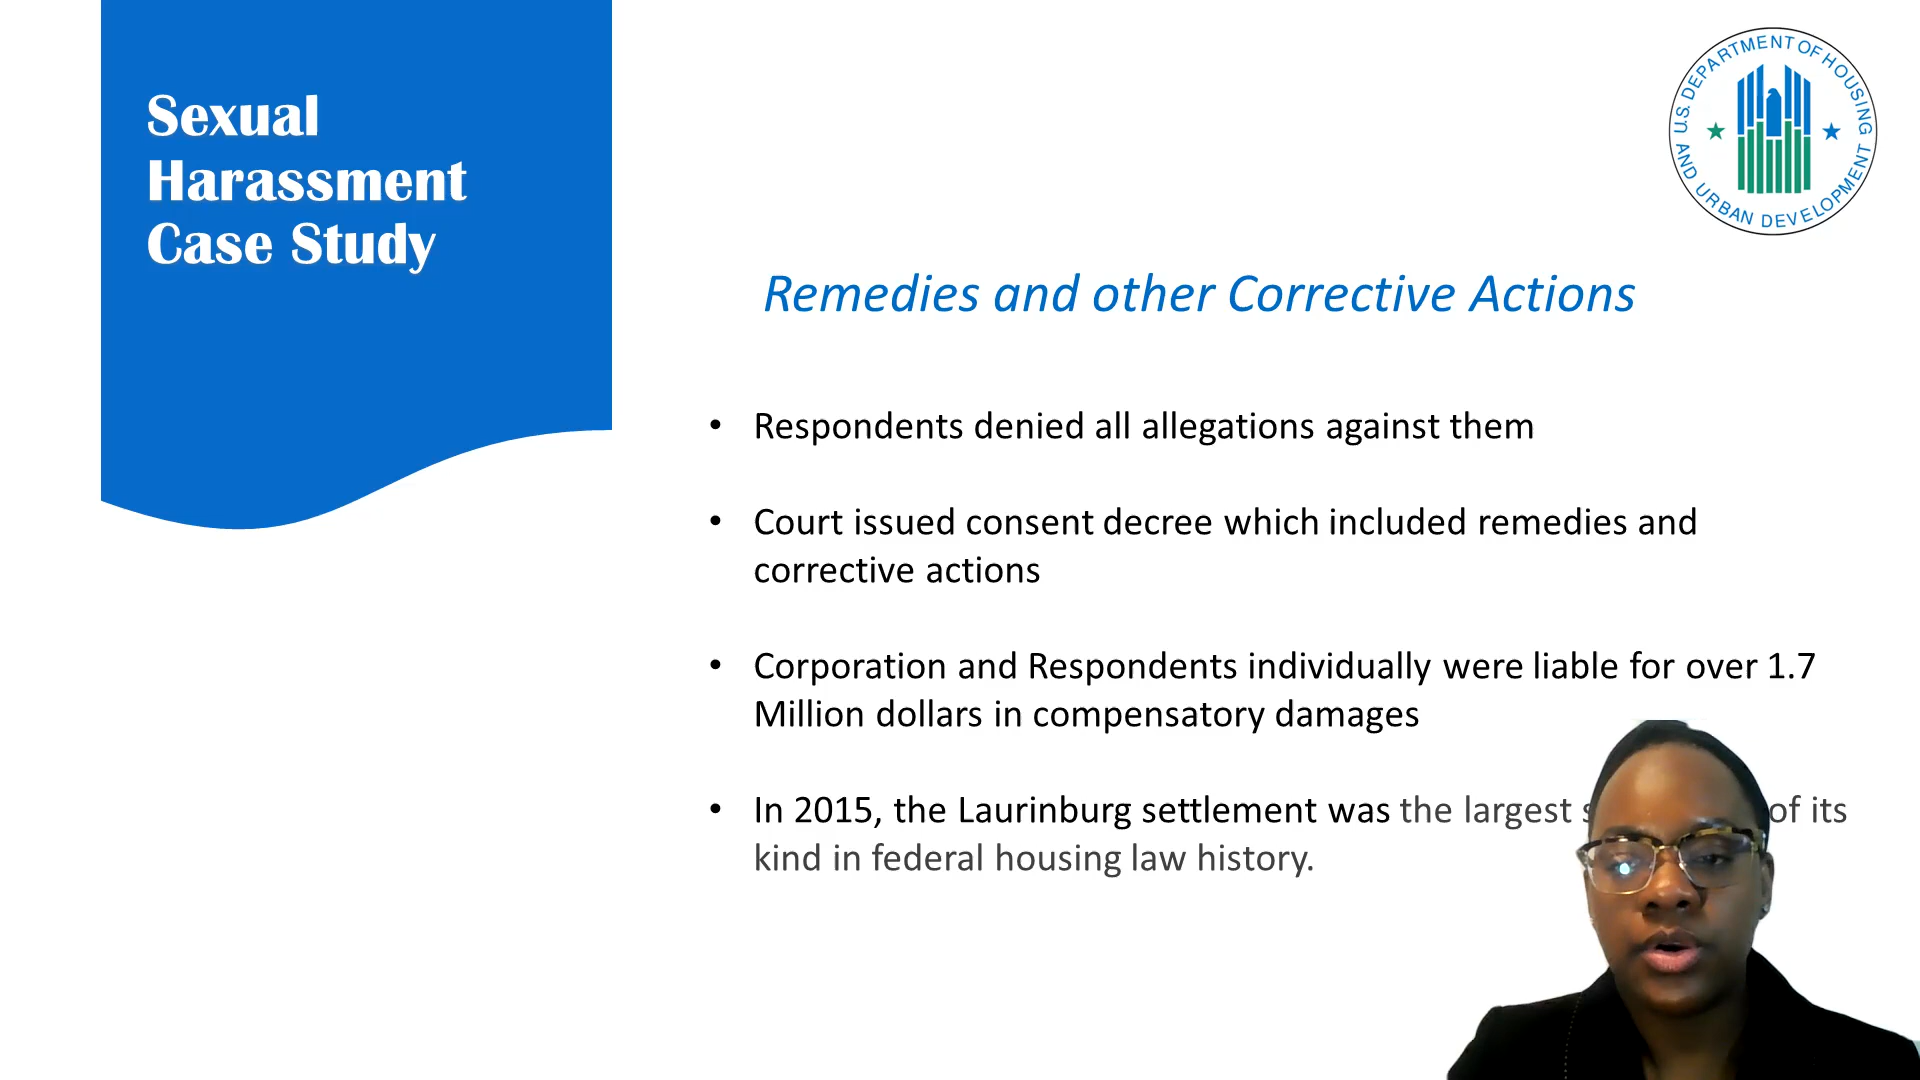 Sexual
Harassment
Case Study
U.S. DEPARTMENT OF HOUSING
AND URBAN DEVELOPMENT
Remedies and other Corrective Actions
• Respondents denied all allegations against them
• Court issued consent decree which included remedies and
corrective actions
• Corporation and Respondents individually were liable for over 1.7
Million dollars in compensatory damages
• In 2015, the Laurinburg settlement was the largest of its
kind in federal housing law history.